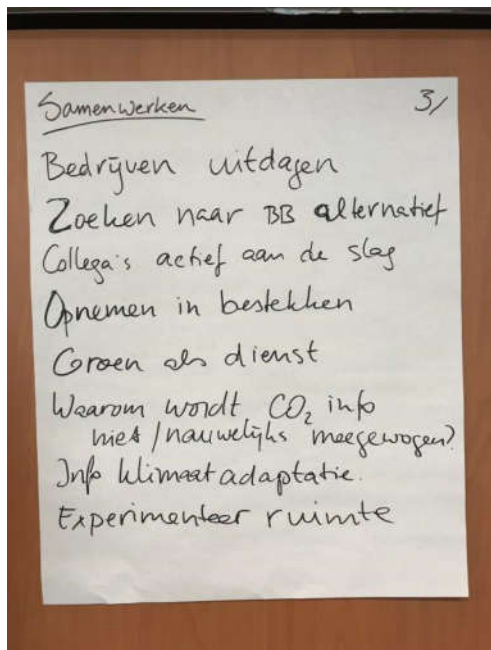 Samenwerken 3/
Bedrijven uitdagen
Zoeken naar BB alternatief
Collega's actief aan de slag
Opnemen in bestekken
Groen als dienst
Waarom wordt CO₂ info
niet/nauwelijks meegewogen?
Info klimaatadaptatie.
Experimenteer ruimte